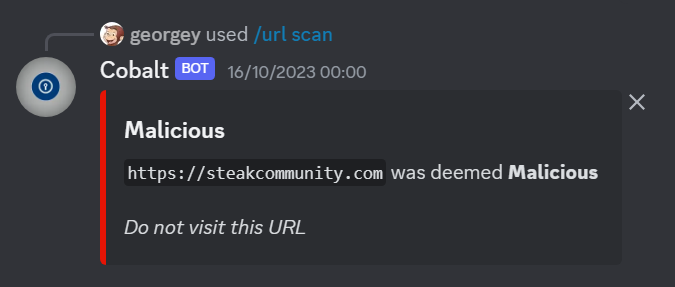 georgey used /url scan
Cobalt BOT 16/10/2023 00:00
Malicious
https://steakcommunity.com was deemed Malicious
Do not visit this URL